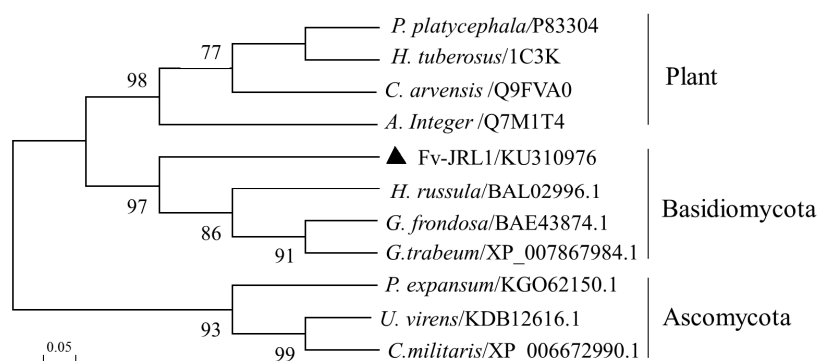 P. platycephala/P83304
77
H. tuberosus/1C3K
98
Plant
C. arvensis /Q9FVA0
A. Integer /Q7M1T4
Fv-JRL1/KU310976
H. russula/BAL02996.1
97
Basidiomycota
86
G. frondosa/BAE43874.1
91
G.trabeum/XP_007867984.1
P. expansum/KGO62150.1
93
U. virens/KDB12616.1
Ascomycota
0.05
99
C.militaris/XP_006672990.1